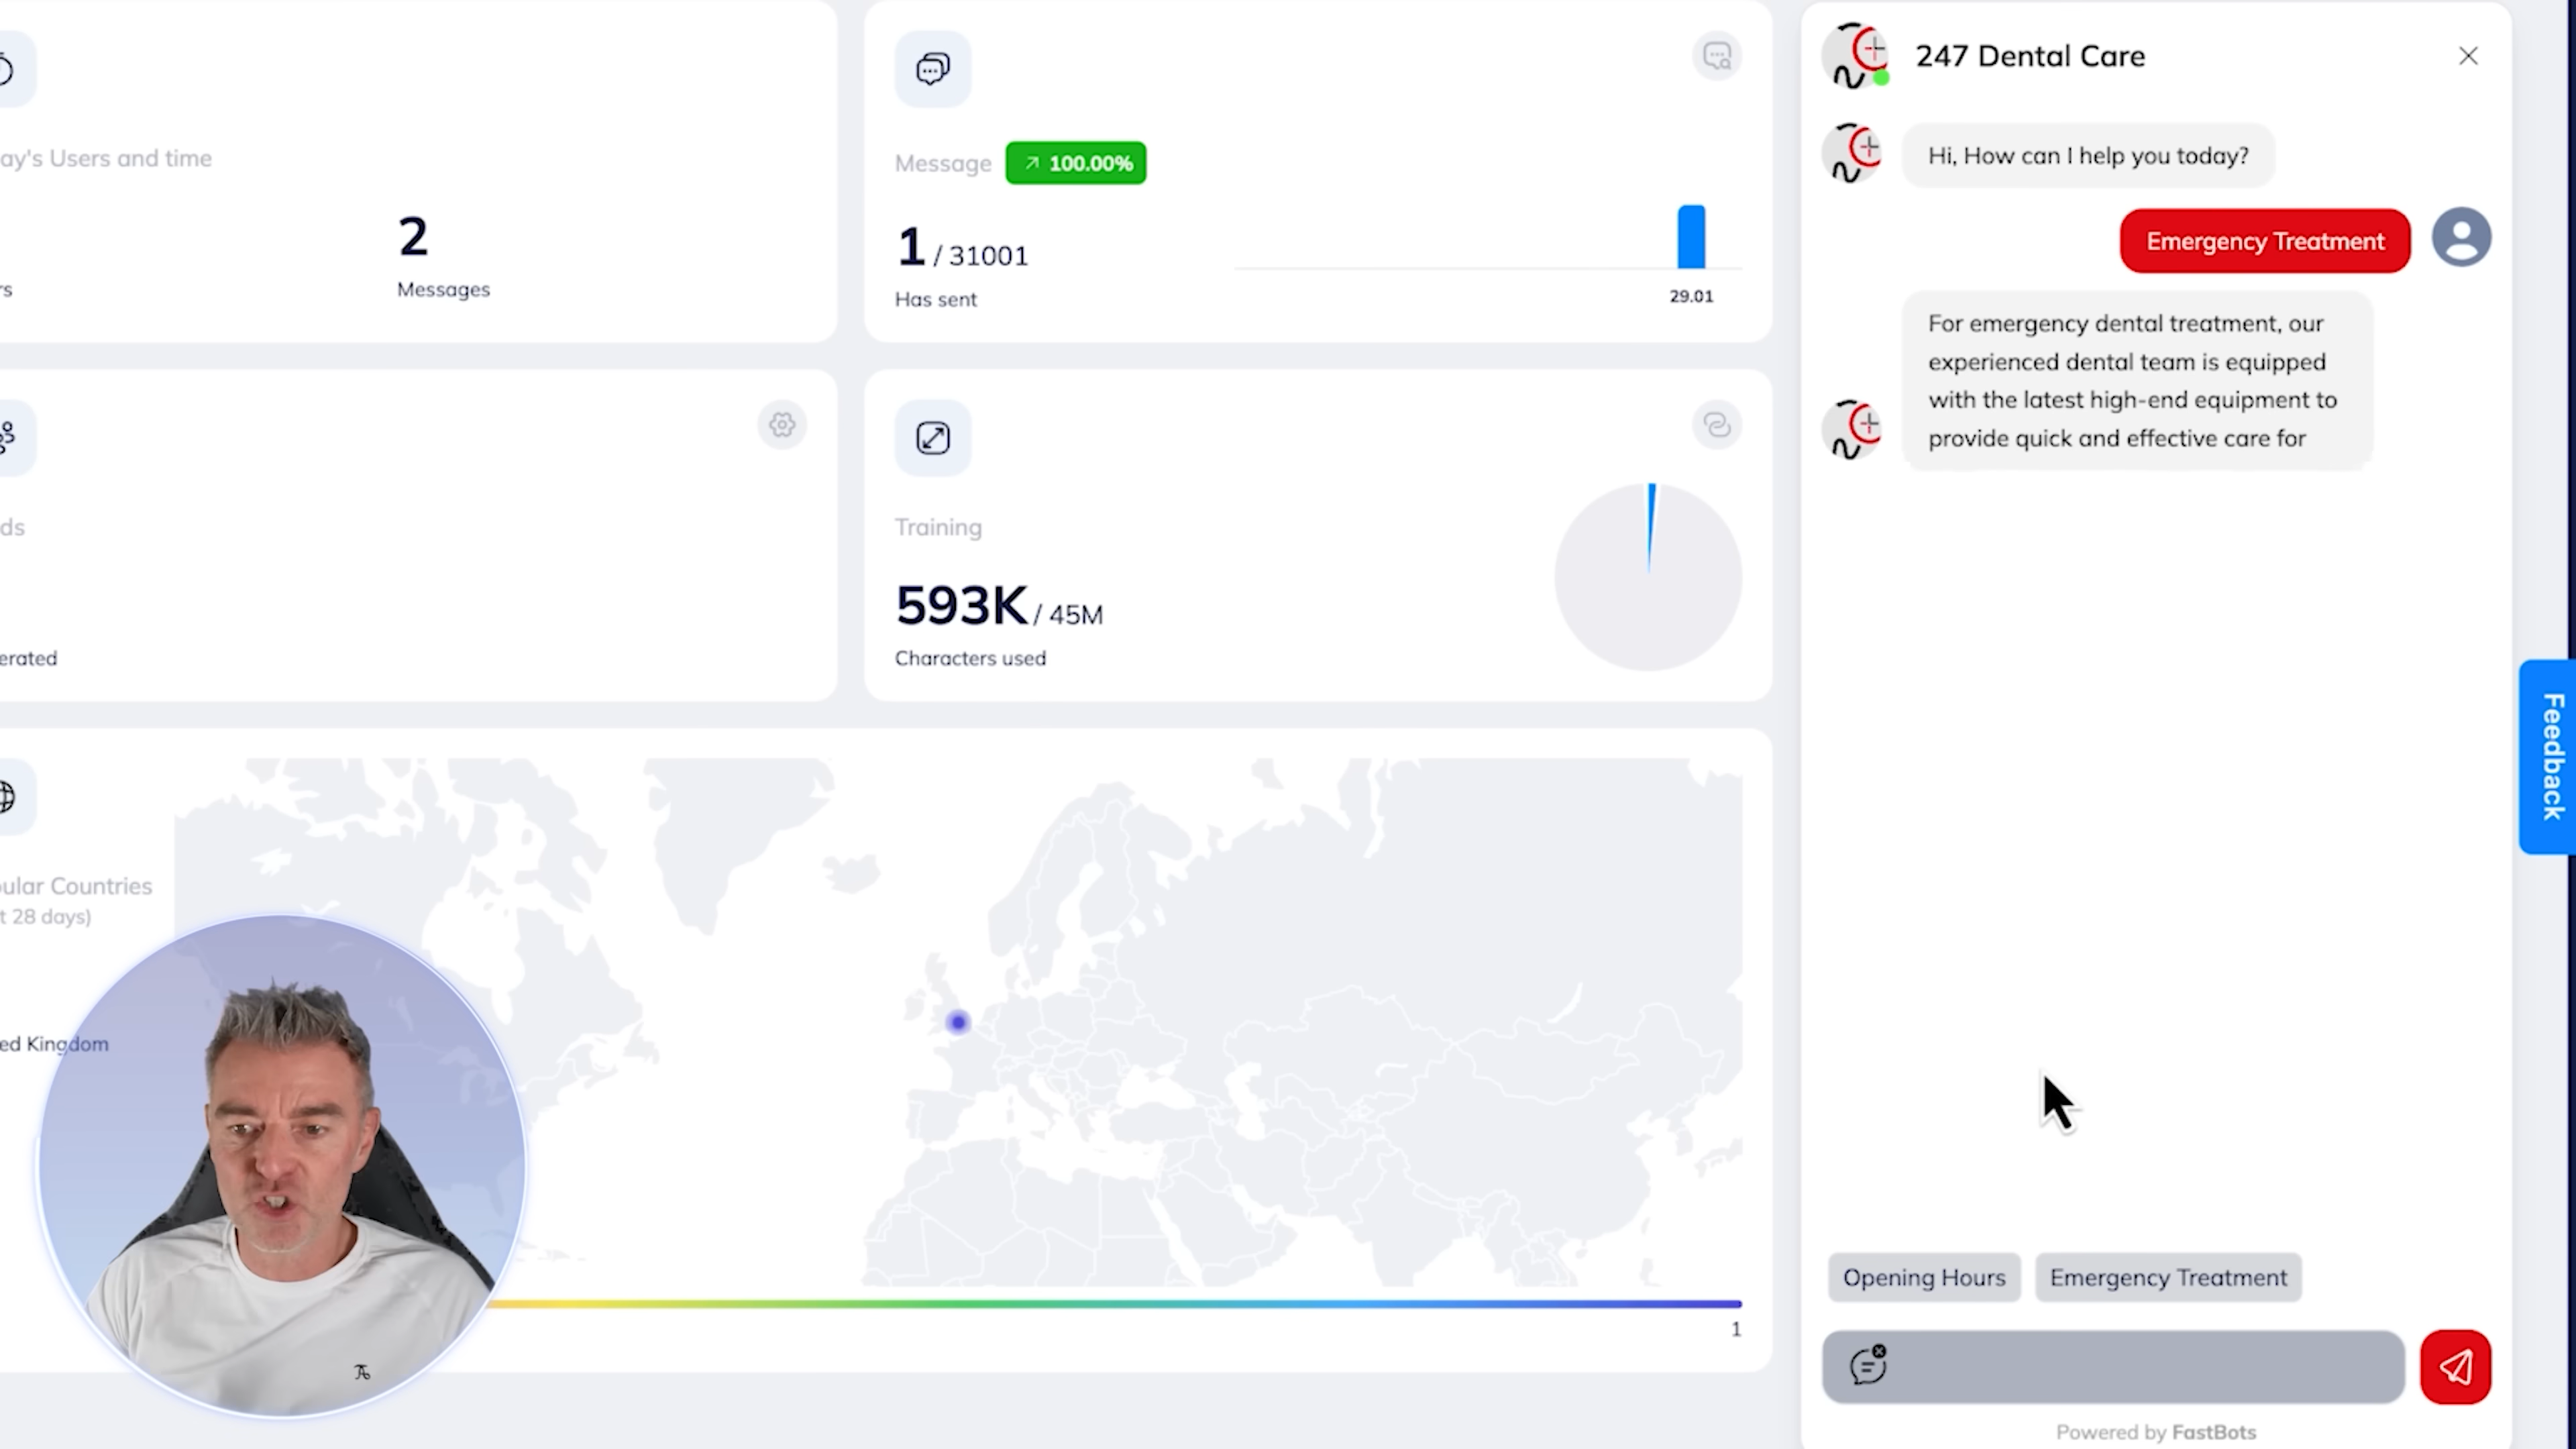 ay's Users and time
2
rs
Messages
Message
100.00%
1 / 31001
Has sent
29.01
ds
erated
Training
593K / 45M
Characters used
ular Countries
t 28 days)
ed Kingdom
1
247 Dental Care
Hi, How can I help you today?
Emergency Treatment
For emergency dental treatment, our
experienced dental team is equipped
with the latest high-end equipment to
provide quick and effective care for
Feedback
Opening Hours
Emergency Treatment
Powered by FastBots